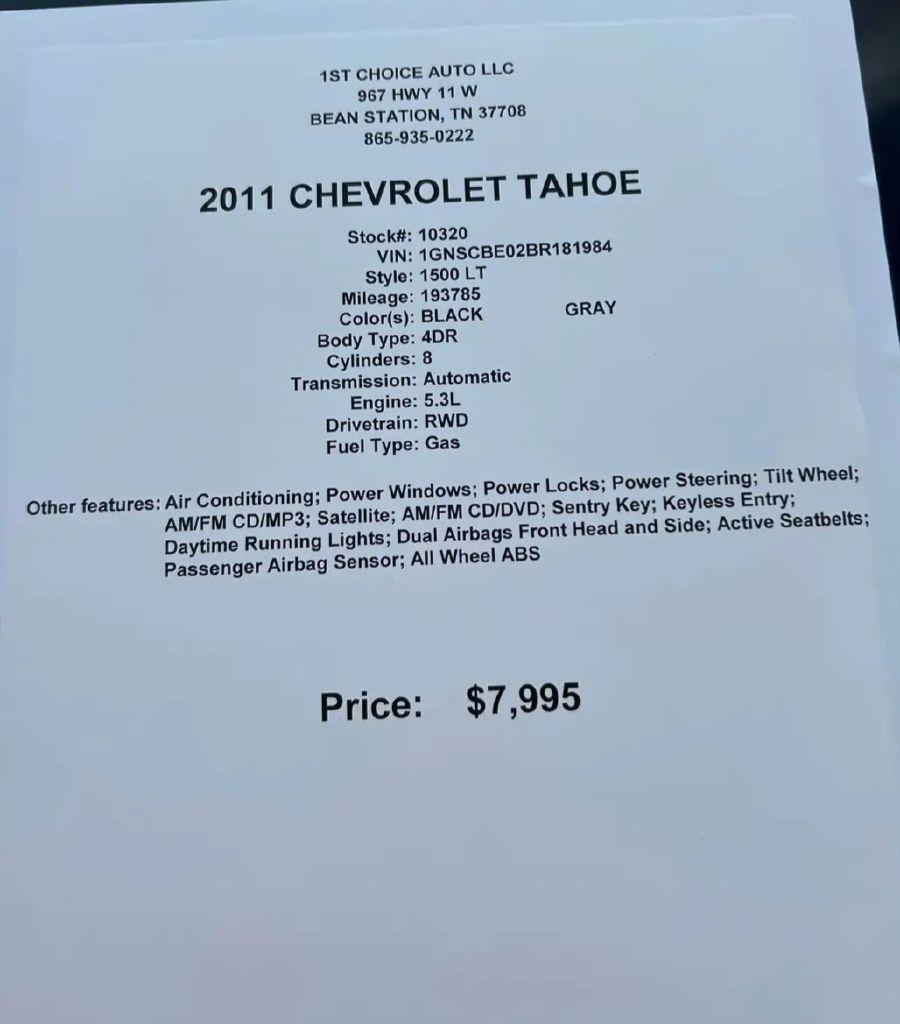 1ST CHOICE AUTO LLC
967 HWY 11 W
BEAN STATION, TN 37708
865-935-0222
2011 CHEVROLET TAHOE
Stock#: 10320
VIN: 1GNSCBE02BR181984
Style: 1500 LT
Mileage: 193785
Color(s): BLACK GRAY
Body Type: 4DR
Cylinders: 8
Transmission: Automatic
Engine: 5.3L
Drivetrain: RWD
Fuel Type: Gas
Other features: Air Conditioning; Power Windows; Power Locks; Power Steering; Tilt Wheel;
AM/FM CD/MP3; Satellite; AM/FM CD/DVD; Sentry Key; Keyless Entry;
Daytime Running Lights; Dual Airbags Front Head and Side; Active Seatbelts;
Passenger Airbag Sensor; All Wheel ABS
Price: $7,995